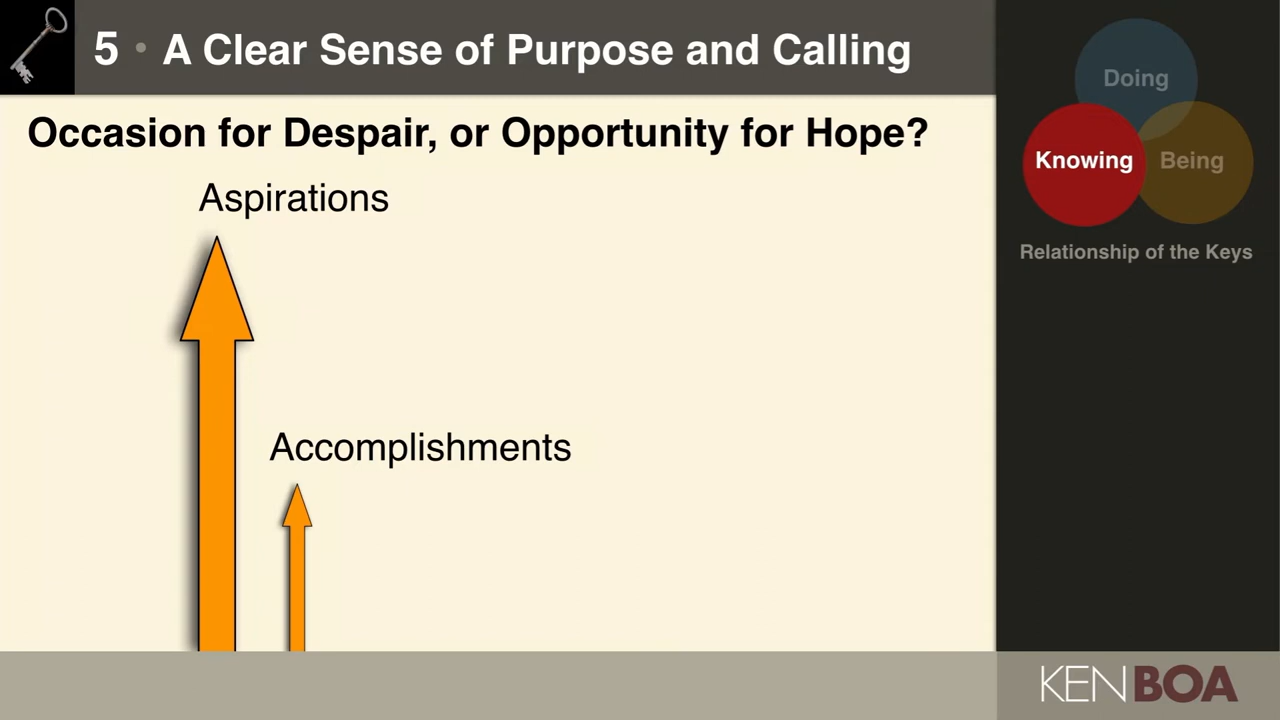 5 • A Clear Sense of Purpose and Calling
Occasion for Despair, or Opportunity for Hope?
Aspirations
Accomplishments
Doing
Knowing
Being
Relationship of the Keys
KENBOA